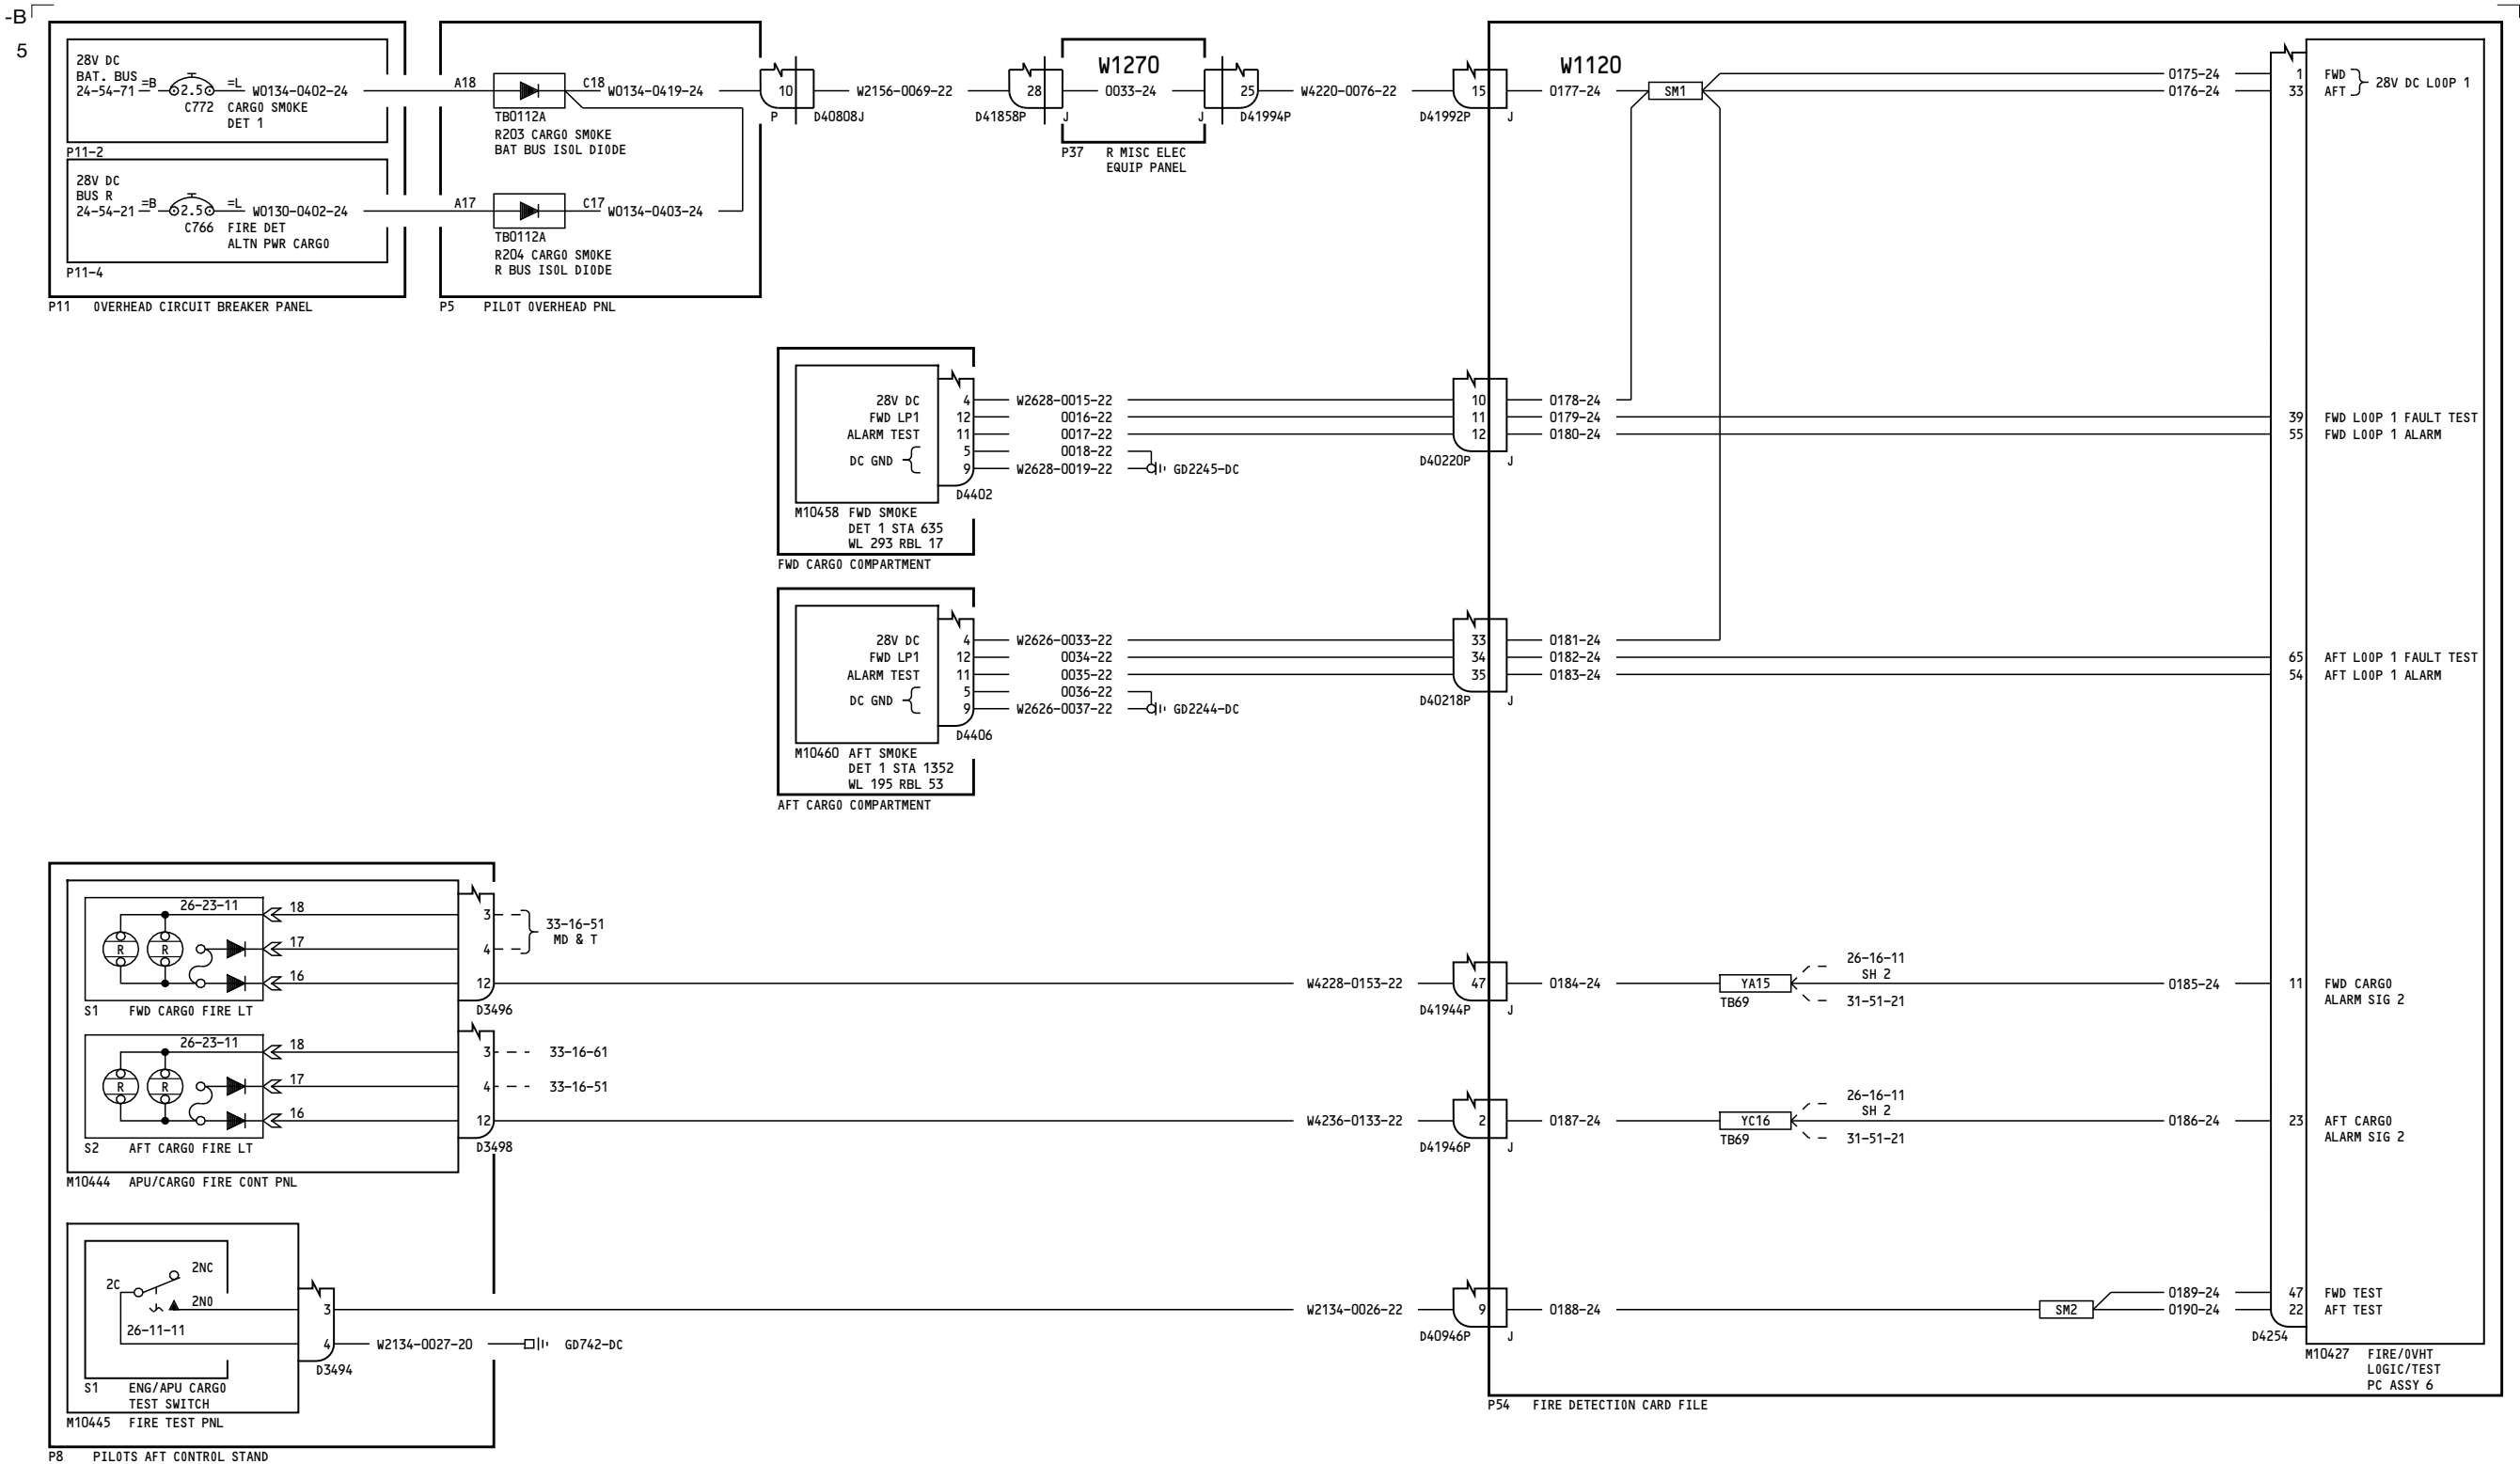 -B
5
28V DC
BAT. BUS
24-54-71
=B
2.5
=L
W0134-0402-24
C772
CARGO SMOKE
DET 1
P11-2
28V DC
BUS R
24-54-21
=B
2.5
=L
W0130-0402-24
C766
FIRE DET
ALTN PWR CARGO
P11-4
P11 OVERHEAD CIRCUIT BREAKER PANEL
A18
C18
W0134-0419-24
TB0112A
R203 CARGO SMOKE
BAT BUS ISOL DIODE
A17
C17
W0134-0403-24
TB0112A
R204 CARGO SMOKE
R BUS ISOL DIODE
P5 PILOT OVERHEAD PNL
10
P
D40808J
W2156-0069-22
28
D41858P
J
W1270
0033-24
P37 R MISC ELEC
EQUIP PANEL
25
J
D41994P
W4220-0076-22
15
D41992P
J
W1120
0177-24
SM1
0175-24
0176-24
1
33
FWD
AFT
28V DC LOOP 1
28V DC
FWD LP1
ALARM TEST
DC GND
4
12
11
5
9
D4402
M10458 FWD SMOKE
DET 1 STA 635
WL 293 RBL 17
FWD CARGO COMPARTMENT
W2628-0015-22
0016-22
0017-22
0018-22
W2628-0019-22
GD2245-DC
10
11
12
D40220P
J
0178-24
0179-24
0180-24
39
55
FWD LOOP 1 FAULT TEST
FWD LOOP 1 ALARM
28V DC
FWD LP1
ALARM TEST
DC GND
4
12
11
5
9
D4406
M10460 AFT SMOKE
DET 1 STA 1352
WL 195 RBL 53
AFT CARGO COMPARTMENT
W2626-0033-22
0034-22
0035-22
0036-22
W2626-0037-22
GD2244-DC
33
34
35
D40218P
J
0181-24
0182-24
0183-24
65
54
AFT LOOP 1 FAULT TEST
AFT LOOP 1 ALARM
26-23-11
R
R
18
17
16
S1 FWD CARGO FIRE LT
3
4
12
D3496
33-16-51
MD & T
W4228-0153-22
47
D41944P
J
0184-24
YA15
TB69
26-16-11
SH 2
31-51-21
0185-24
11
FWD CARGO
ALARM SIG 2
26-23-11
R
R
18
17
16
S2 AFT CARGO FIRE LT
3
4
12
D3498
33-16-61
33-16-51
M10444 APU/CARGO FIRE CONT PNL
W4236-0133-22
2
D41946P
J
0187-24
YC16
TB69
26-16-11
SH 2
31-51-21
0186-24
23
AFT CARGO
ALARM SIG 2
2C
2NC
2NO
26-11-11
S1 ENG/APU CARGO
TEST SWITCH
M10445 FIRE TEST PNL
3
4
D3494
W2134-0027-20
GD742-DC
P8 PILOTS AFT CONTROL STAND
W2134-0026-22
9
D40946P
J
0188-24
SM2
0189-24
0190-24
47
22
FWD TEST
AFT TEST
D4254
M10427 FIRE/OVHT
LOGIC/TEST
PC ASSY 6
P54 FIRE DETECTION CARD FILE